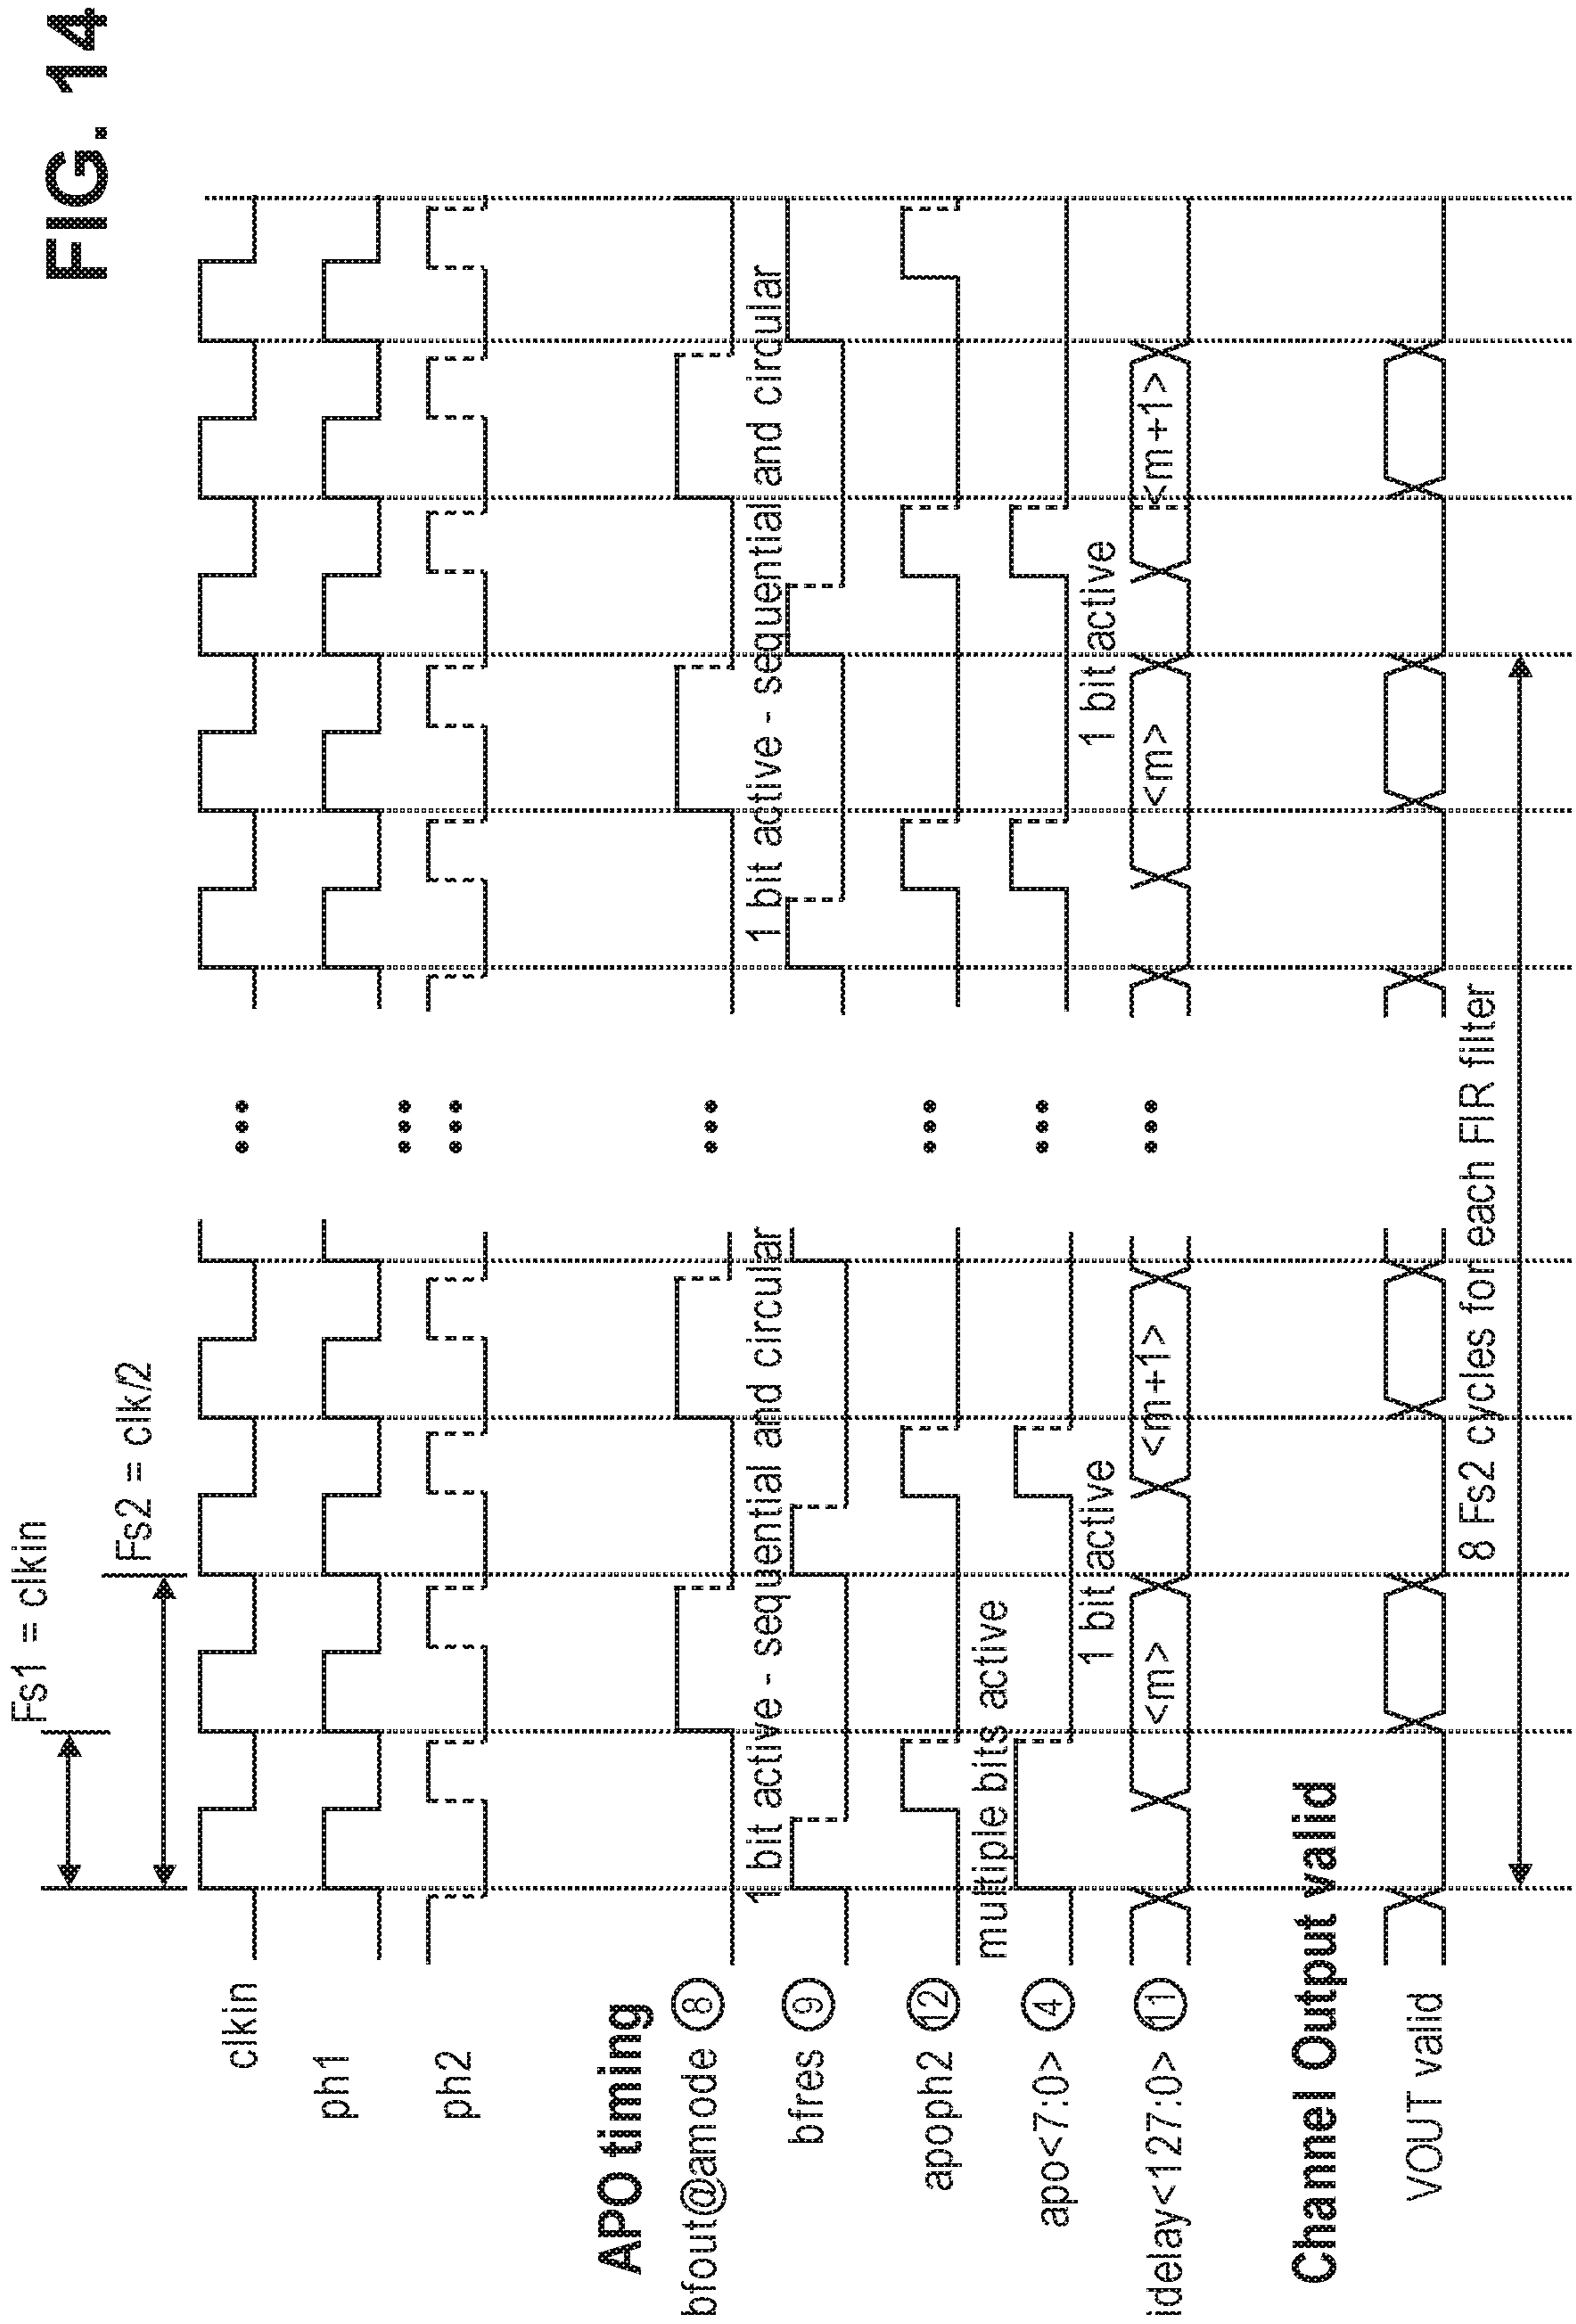 FIG. 14
Fs1 = clkin
Fs2 = clk/2
clkin
ph1
ph2
APO timing
bfout@amode 8
1 bit active - sequential and circular
1 bit active - sequential and circular
bfres 9
apoph2 12
multiple bits active
apo<7:0> 4
1 bit active
1 bit active
idelay<127:0> 11
<m>
<m+1>
<m>
<m+1>
Channel Output valid
VOUT valid
8 Fs2 cycles for each FIR filter